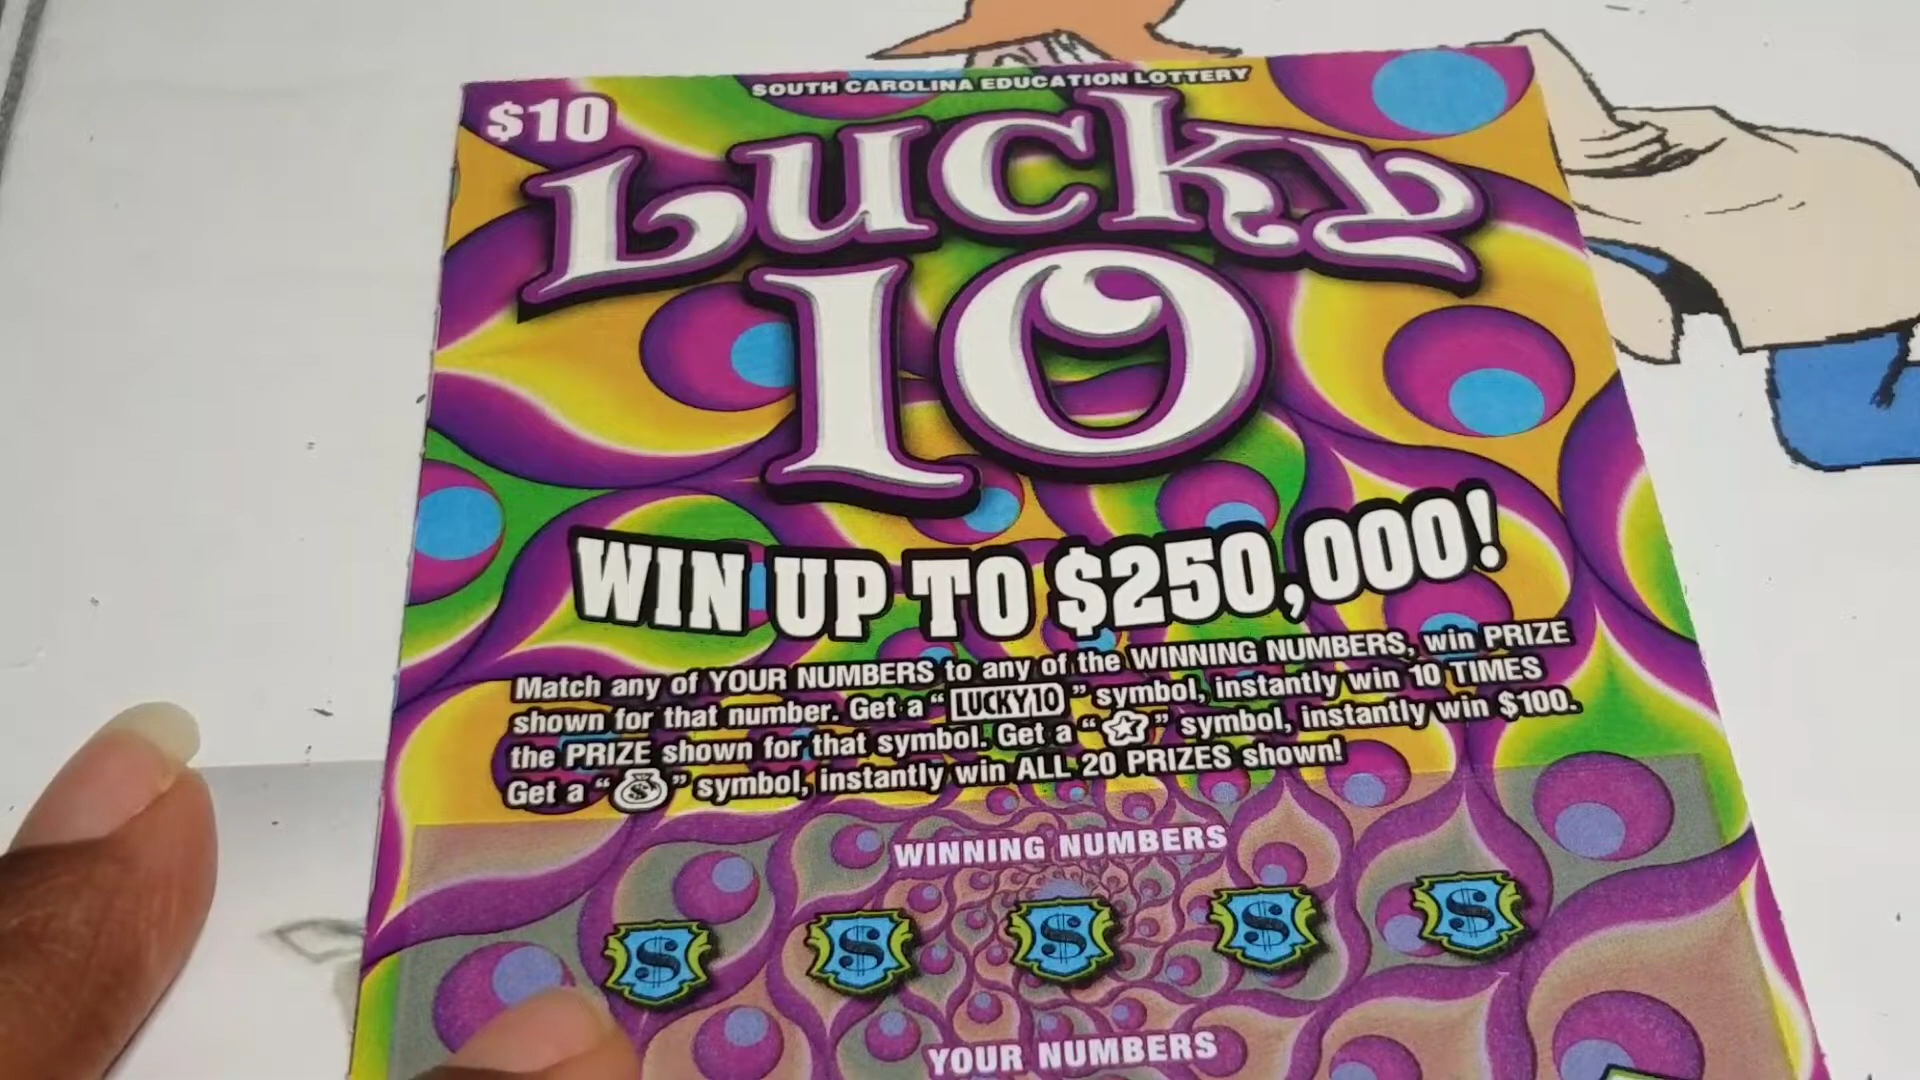 SOUTH CAROLINA EDUCATION LOTTERY
$10
Lucky
10
WIN UP TO $250,000!
Match any of YOUR NUMBERS to any of the WINNING NUMBERS, win PRIZE
shown for that number. Get a "LUCKY10" symbol, instantly win 10 TIMES
the PRIZE shown for that symbol. Get a "☆" symbol, instantly win $100.
Get a "$" symbol, instantly win ALL 20 PRIZES shown!
WINNING NUMBERS
$ $ $ $ $
YOUR NUMBERS